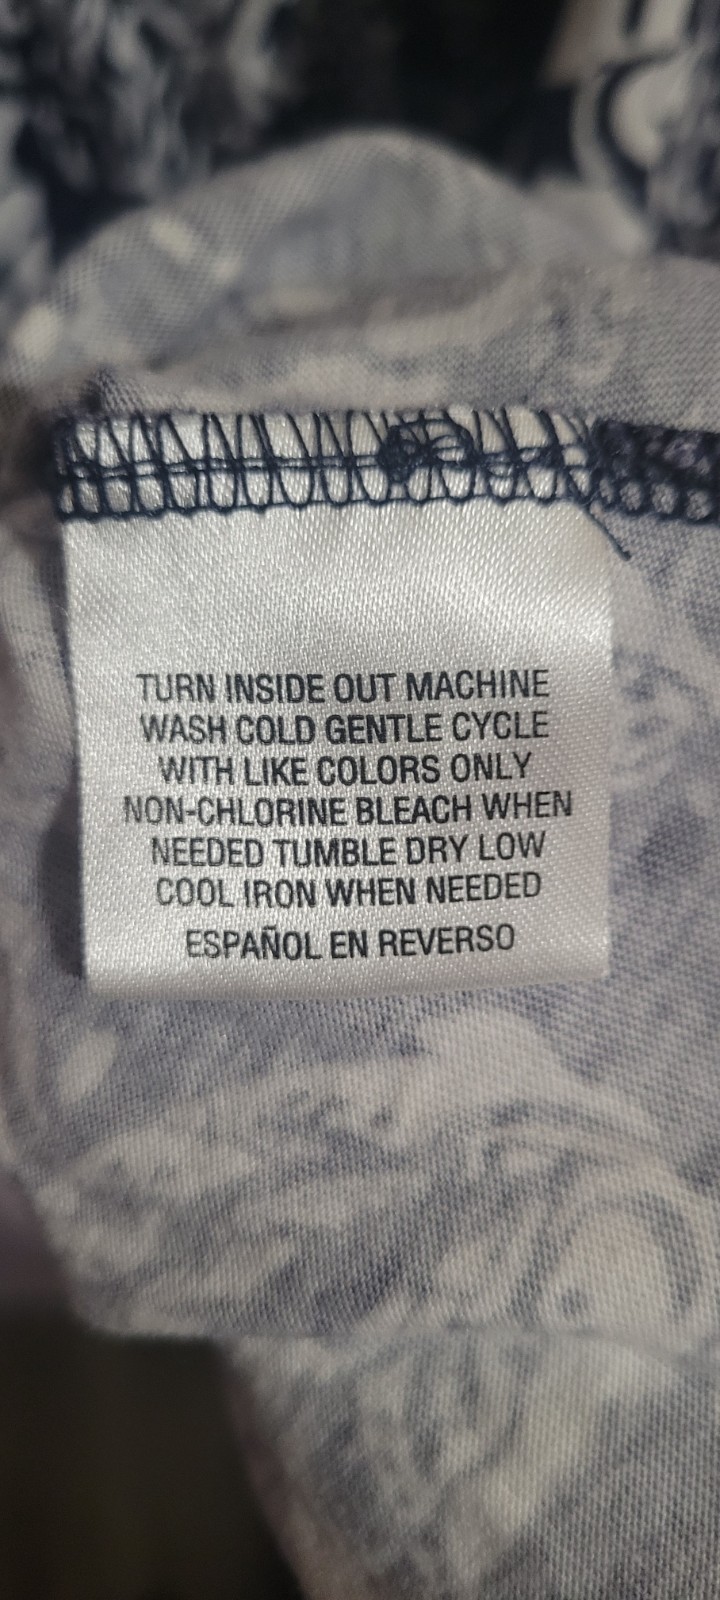 TURN INSIDE OUT MACHINE
WASH COLD GENTLE CYCLE
WITH LIKE COLORS ONLY
NON-CHLORINE BLEACH WHEN
NEEDED TUMBLE DRY LOW
COOL IRON WHEN NEEDED
ESPAÑOL EN REVERSO